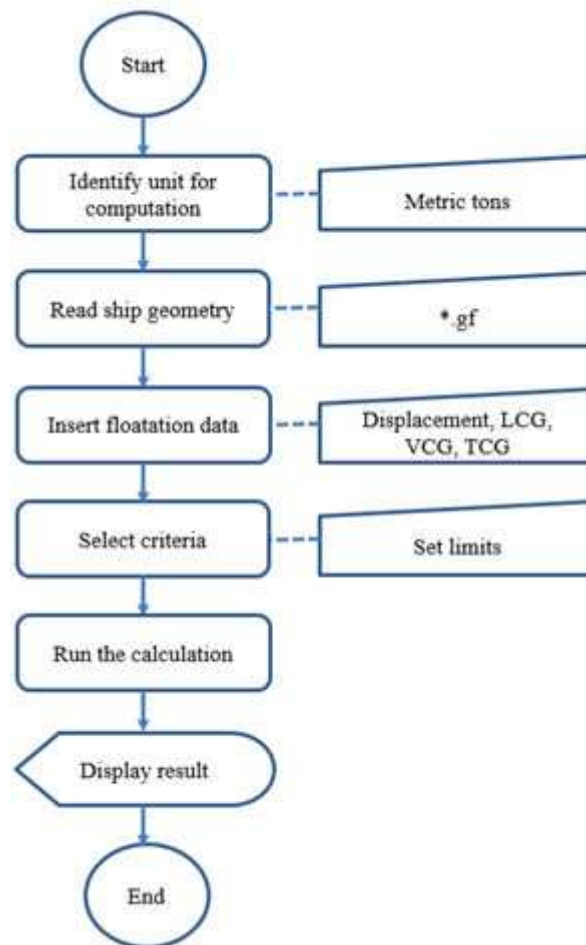 Start
Identify unit for
computation
Metric tons
Read ship geometry
*.gf
Insert floatation data
Displacement, LCG,
VCG, TCG
Select criteria
Set limits
Run the calculation
Display result
End